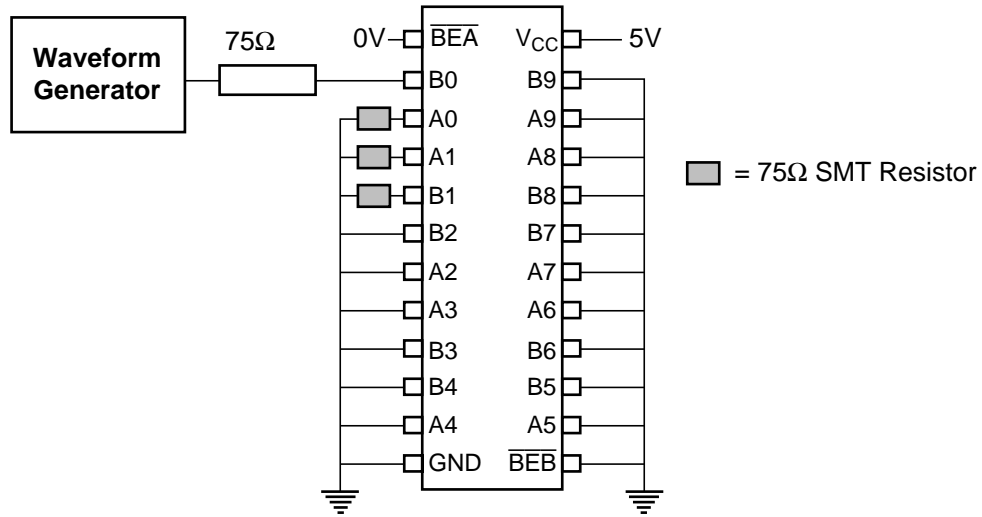 Waveform
Generator
75Ω
0V
BEA
B0
A0
A1
B1
B2
A2
A3
B3
B4
A4
GND
VCC
5V
B9
A9
A8
B8
B7
A7
A6
B6
B5
A5
BEB
= 75Ω SMT Resistor